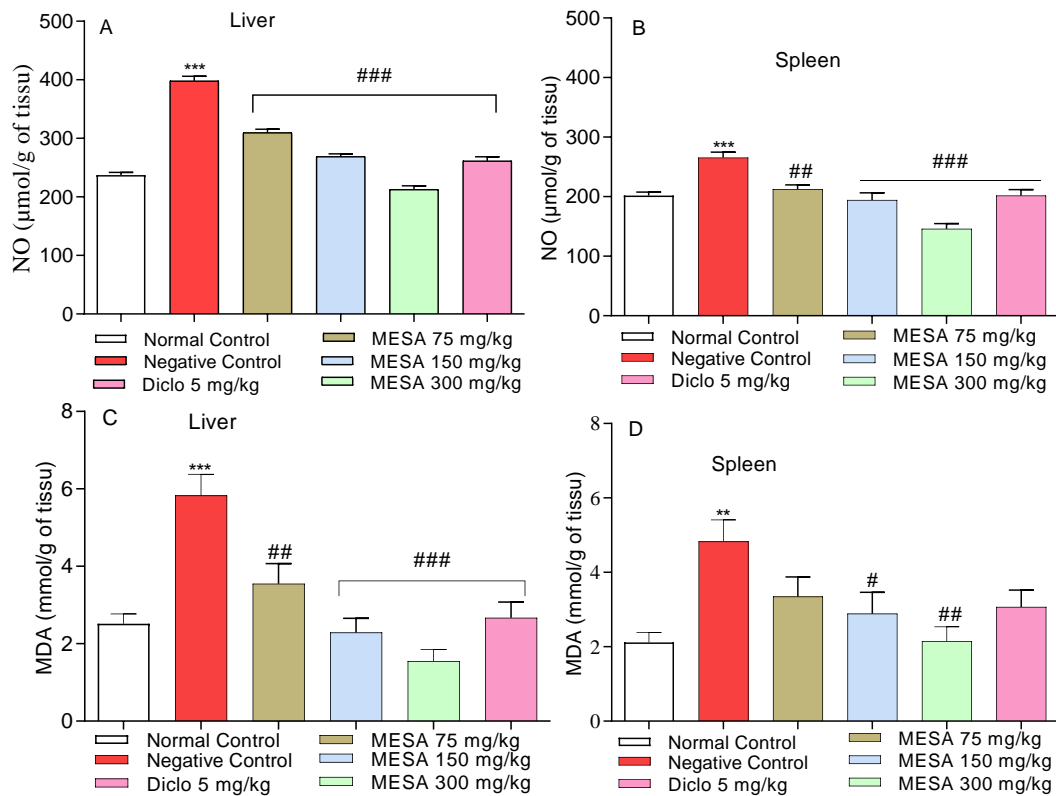 A
Liver
NO (µmol/g of tissu)
500
400
300
200
100
0
***
###
Normal Control
Negative Control
Diclo 5 mg/kg
MESA 75 mg/kg
MESA 150 mg/kg
MESA 300 mg/kg
B
Spleen
NO (µmol/g of tissu)
500
400
300
200
100
0
***
##
###
Normal Control
Negative Control
Diclo 5 mg/kg
MESA 75 mg/kg
MESA 150 mg/kg
MESA 300 mg/kg
C
Liver
MDA (mmol/g of tissu)
8
6
4
2
0
***
##
###
Normal Control
Negative Control
Diclo 5 mg/kg
MESA 75 mg/kg
MESA 150 mg/kg
MESA 300 mg/kg
D
Spleen
MDA (mmol/g of tissu)
8
6
4
2
0
**
#
##
Normal Control
Negative Control
Diclo 5 mg/kg
MESA 75 mg/kg
MESA 150 mg/kg
MESA 300 mg/kg